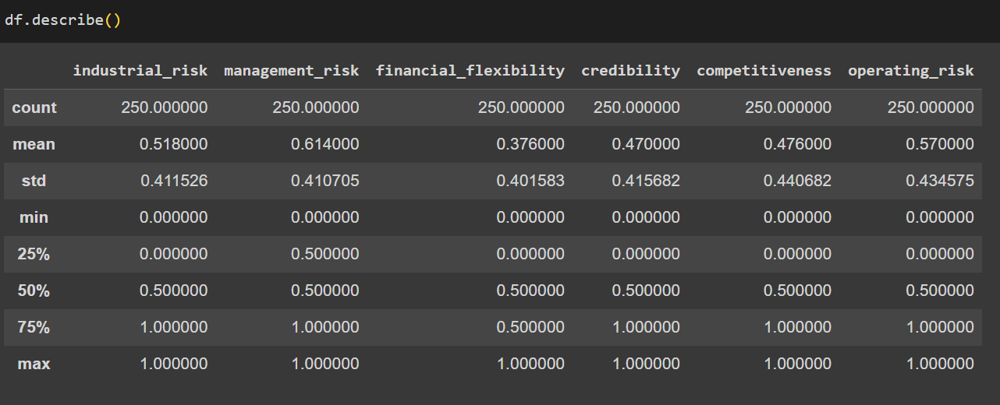 df.describe()
industrial_risk management_risk financial_flexibility credibility competitiveness operating_risk
count 250.000000 250.000000 250.000000 250.000000 250.000000 250.000000
mean 0.518000 0.614000 0.376000 0.470000 0.476000 0.570000
std 0.411526 0.410705 0.401583 0.415682 0.440682 0.434575
min 0.000000 0.000000 0.000000 0.000000 0.000000 0.000000
25% 0.000000 0.500000 0.000000 0.000000 0.000000 0.000000
50% 0.500000 0.500000 0.500000 0.500000 0.500000 0.500000
75% 1.000000 1.000000 0.500000 1.000000 1.000000 1.000000
max 1.000000 1.000000 1.000000 1.000000 1.000000 1.000000